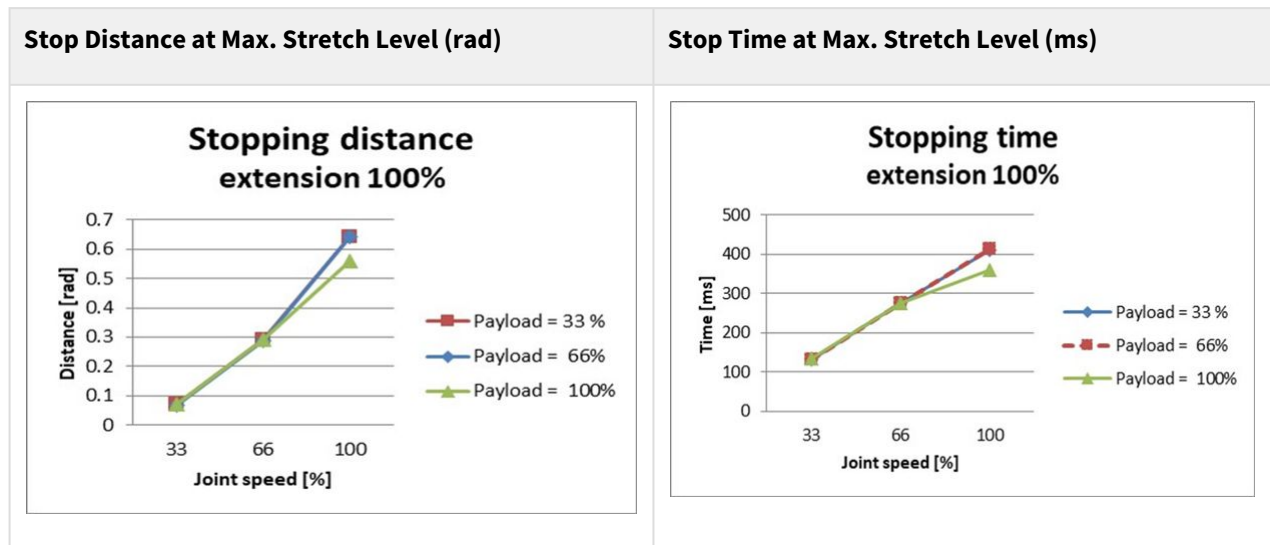 Stop Distance at Max. Stretch Level (rad)
Stop Time at Max. Stretch Level (ms)
Stopping distance
extension 100%
Distance [rad]
0.7
0.6
0.5
0.4
0.3
0.2
0.1
0
33
66
100
Joint speed [%]
Payload = 33 %
Payload = 66%
Payload = 100%
Stopping time
extension 100%
Time [ms]
500
400
300
200
100
0
33
66
100
Joint speed [%]
Payload = 33 %
Payload = 66%
Payload = 100%